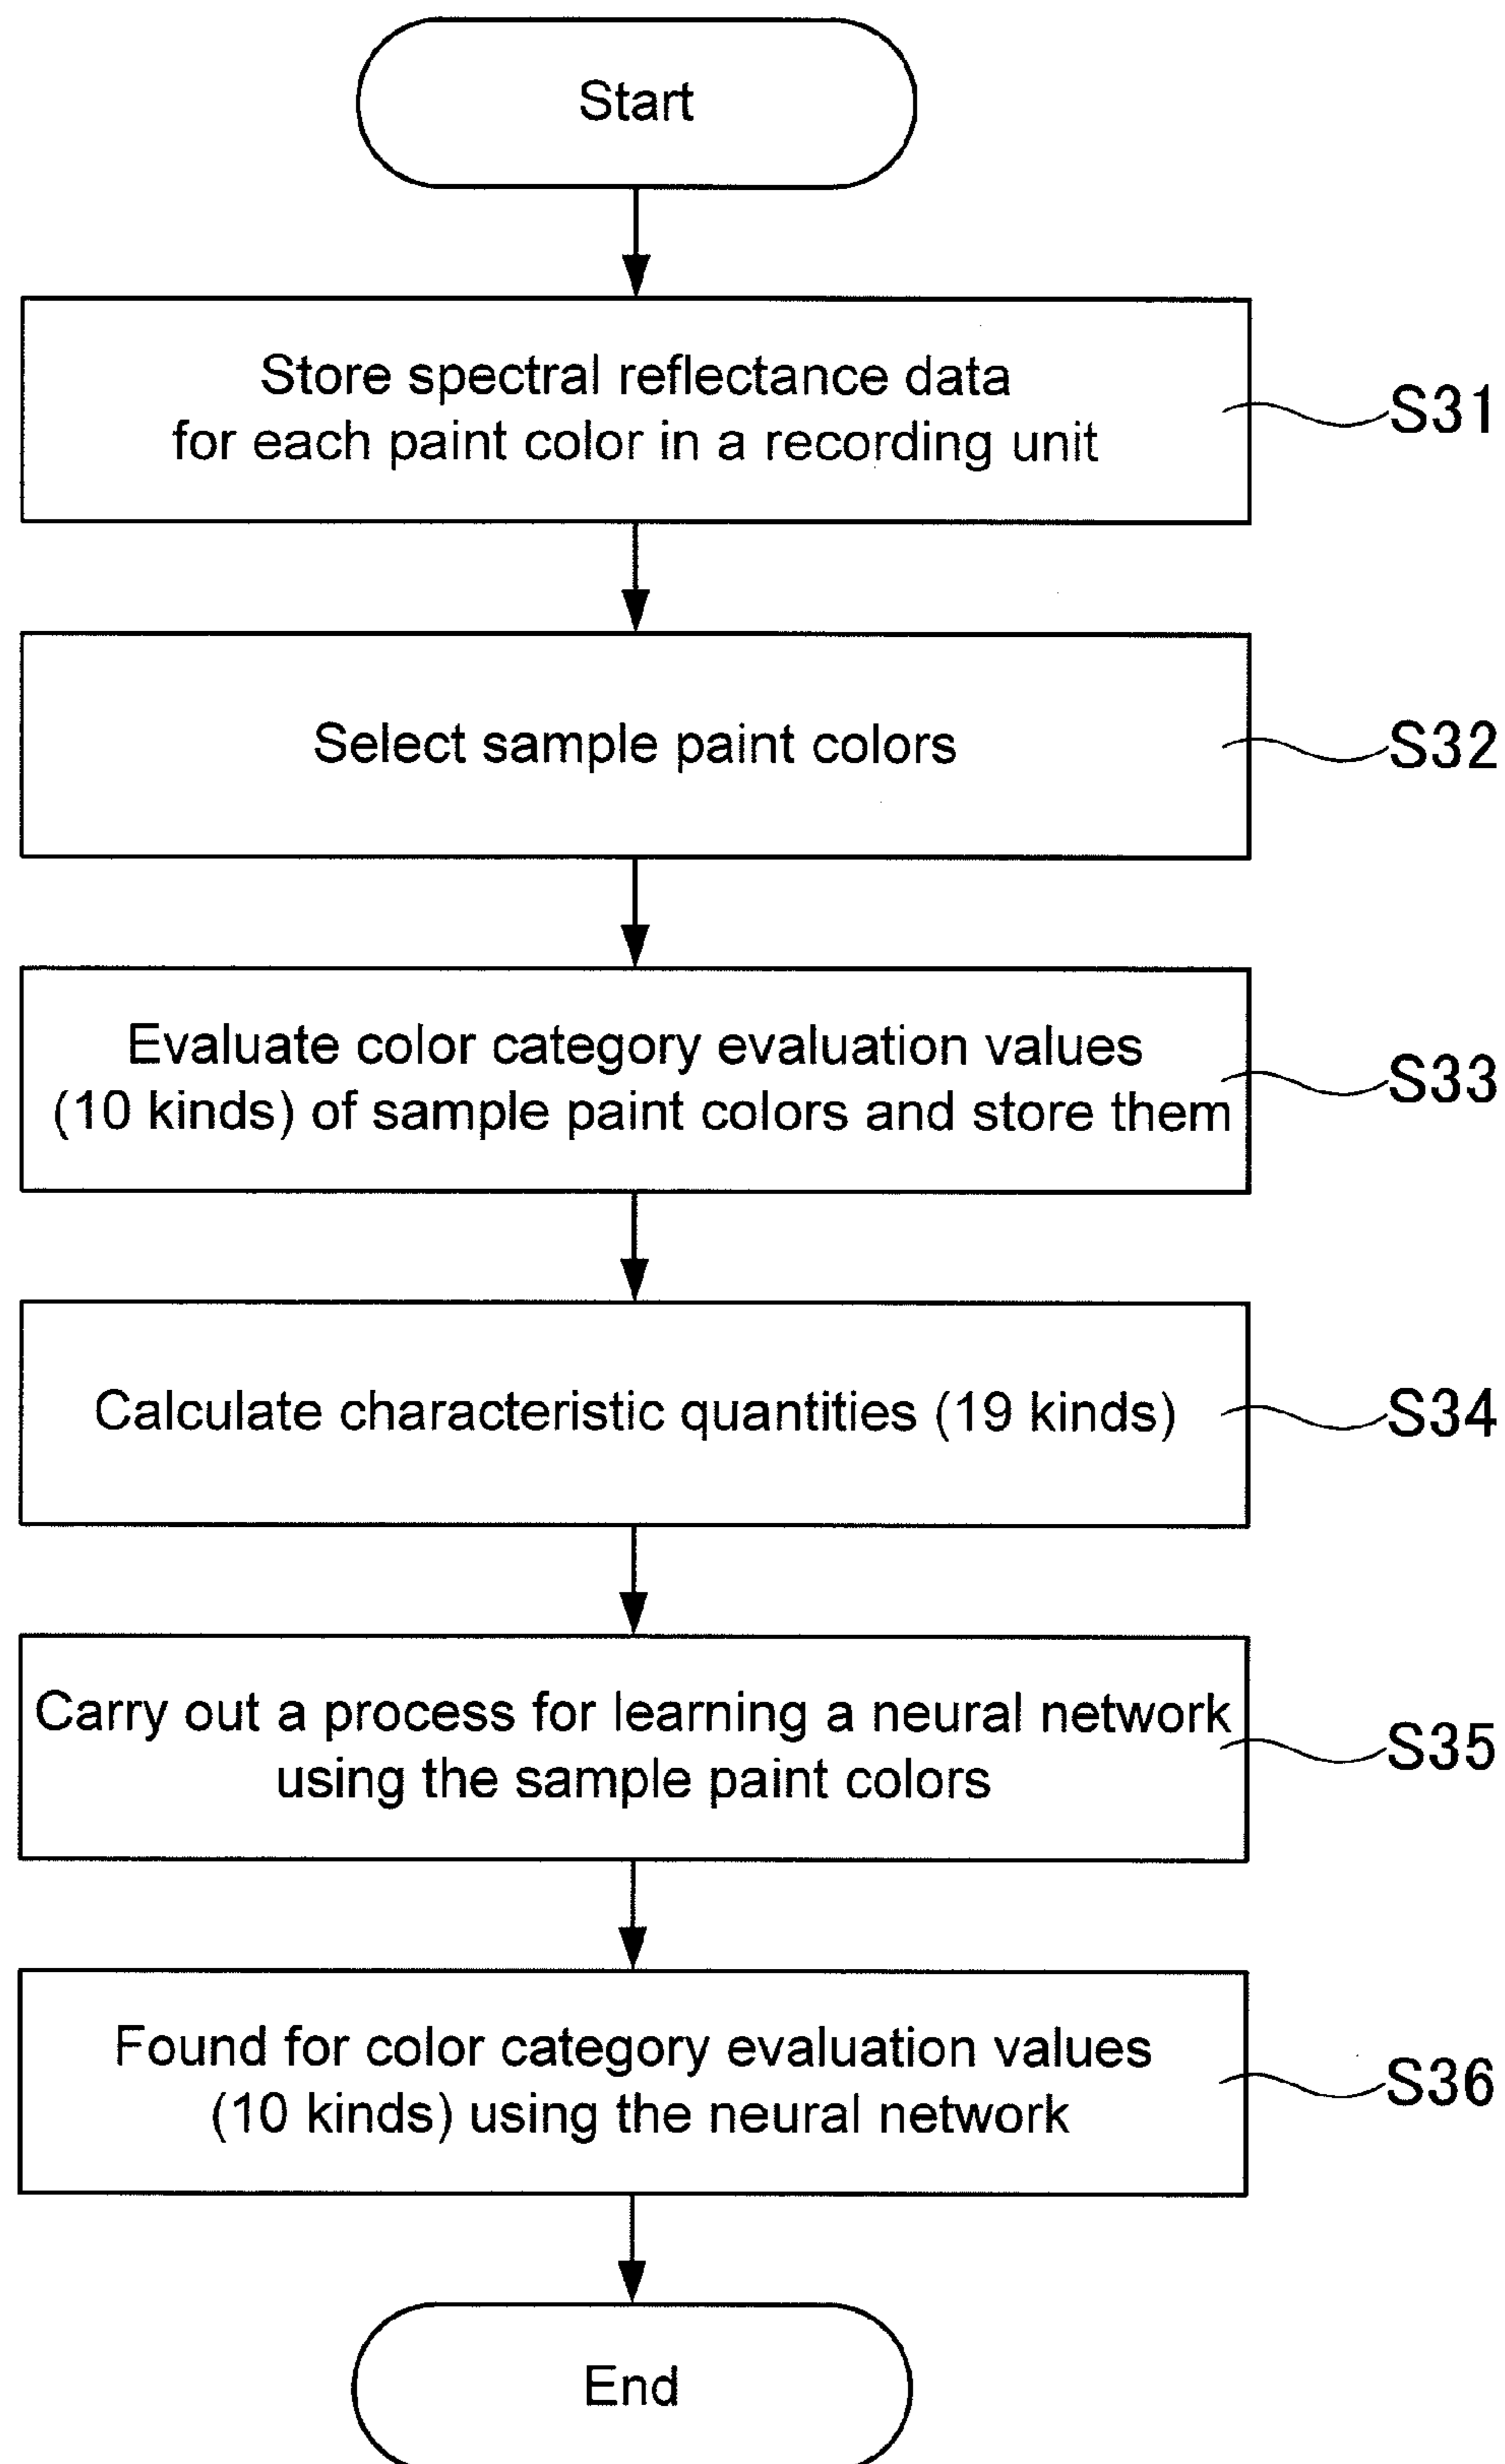 Start
Store spectral reflectance data
for each paint color in a recording unit
S31
Select sample paint colors
S32
Evaluate color category evaluation values
(10 kinds) of sample paint colors and store them
S33
Calculate characteristic quantities (19 kinds)
S34
Carry out a process for learning a neural network
using the sample paint colors
S35
Found for color category evaluation values
(10 kinds) using the neural network
S36
End